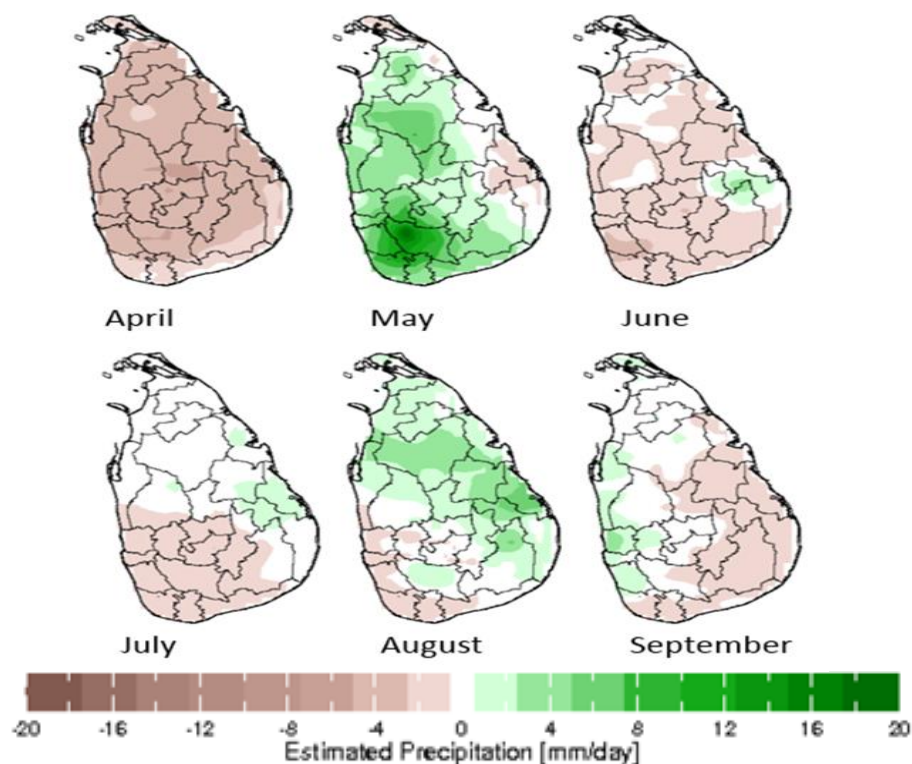 April May June
July August September
-20 -16 -12 -8 -4 0 4 8 12 16 20
Estimated Precipitation [mm/day]